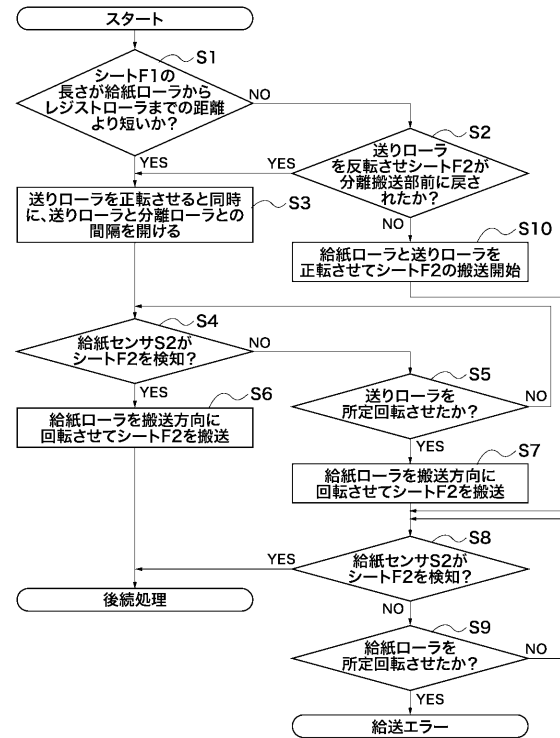 スタート
S1
シートF1の
長さが給紙ローラから
レジストローラまでの距離
より短いか?
NO
YES
S2
送りローラ
を反転させシートF2が
分離搬送部前に戻さ
れたか?
YES
NO
S3
送りローラを正転させると同時
に、送りローラと分離ローラとの
間隔を開ける
S10
給紙ローラと送りローラを
正転させてシートF2の搬送開始
S4
給紙センサS2が
シートF2を検知?
NO
YES
S5
送りローラを
所定回転させたか?
NO
YES
S6
給紙ローラを搬送方向に
回転させてシートF2を搬送
S7
給紙ローラを搬送方向に
回転させてシートF2を搬送
S8
給紙センサS2が
シートF2を検知?
YES
NO
後続処理
S9
給紙ローラを
所定回転させたか?
NO
YES
給送エラー